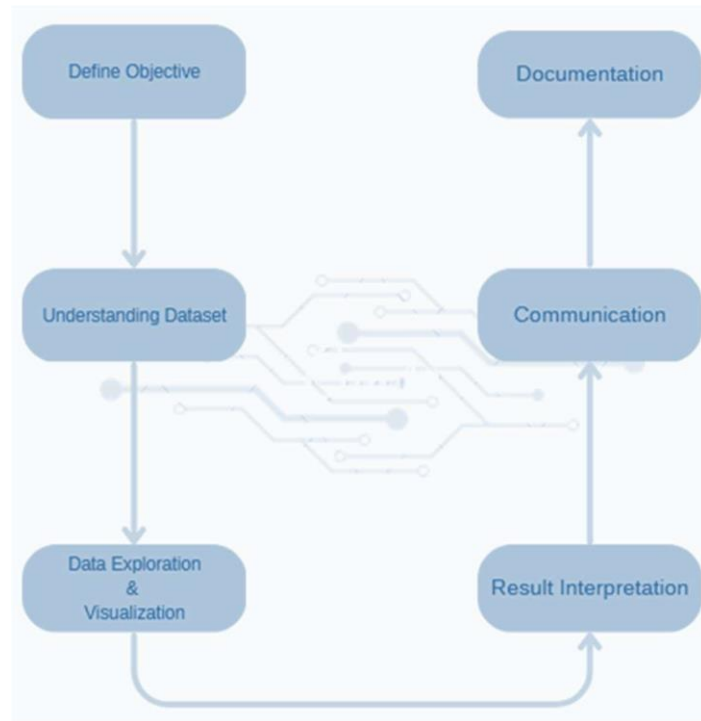 Define Objective
Understanding Dataset
Data Exploration
&
Visualization
Result Interpretation
Communication
Documentation